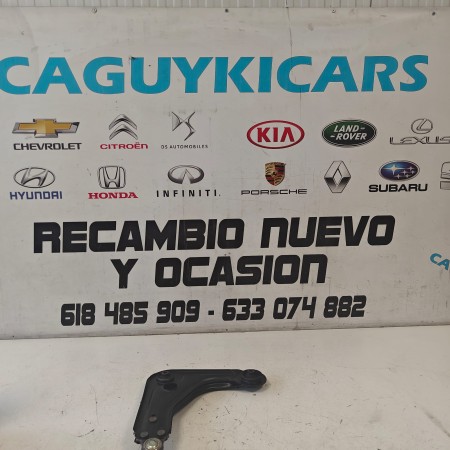 CAGUYKICARS
CHEVROLET CITROËN DS AUTOMOBILES KIA LAND ROVER LEXUS
HYUNDAI HONDA INFINITI PORSCHE RENAULT SUBARU
RECAMBIO NUEVO
Y OCASION
618 485 909 - 633 074 882